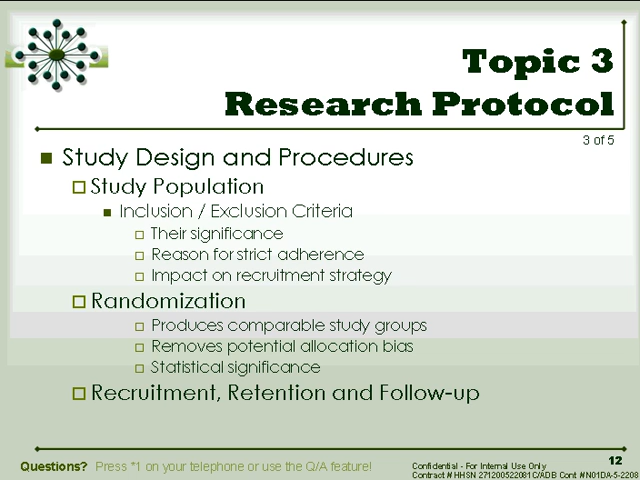 Topic 3
Research Protocol
3 of 5
Study Design and Procedures
Study Population
Inclusion / Exclusion Criteria
Their significance
Reason for strict adherence
Impact on recruitment strategy
Randomization
Produces comparable study groups
Removes potential allocation bias
Statistical significance
Recruitment, Retention and Follow-up
Questions? Press *1 on your telephone or use the Q/A feature!
12
Confidential - For Internal Use Only
Contract # HHSN 271200522081C/ADB Cont #N01DA-5-2208